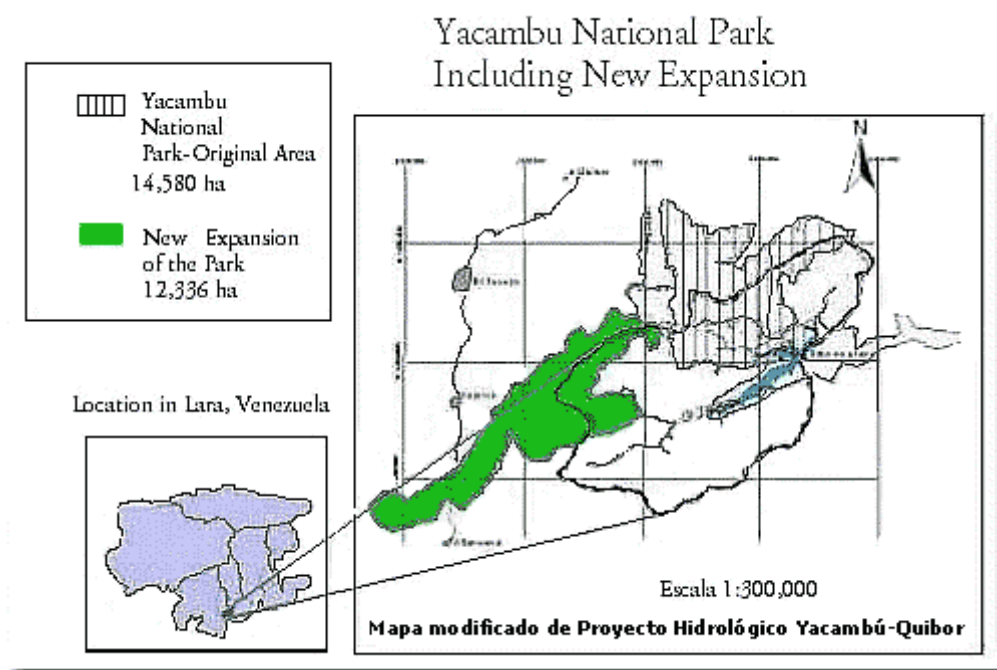 Yacambu National Park
Including New Expansion
Yacambu
National
Park-Original Area
14,580 ha
New Expansion
of the Park
12,336 ha
Location in Lara, Venezuela
N
Escala 1:300,000
Mapa modificado de Proyecto Hidrológico Yacambú-Quibor